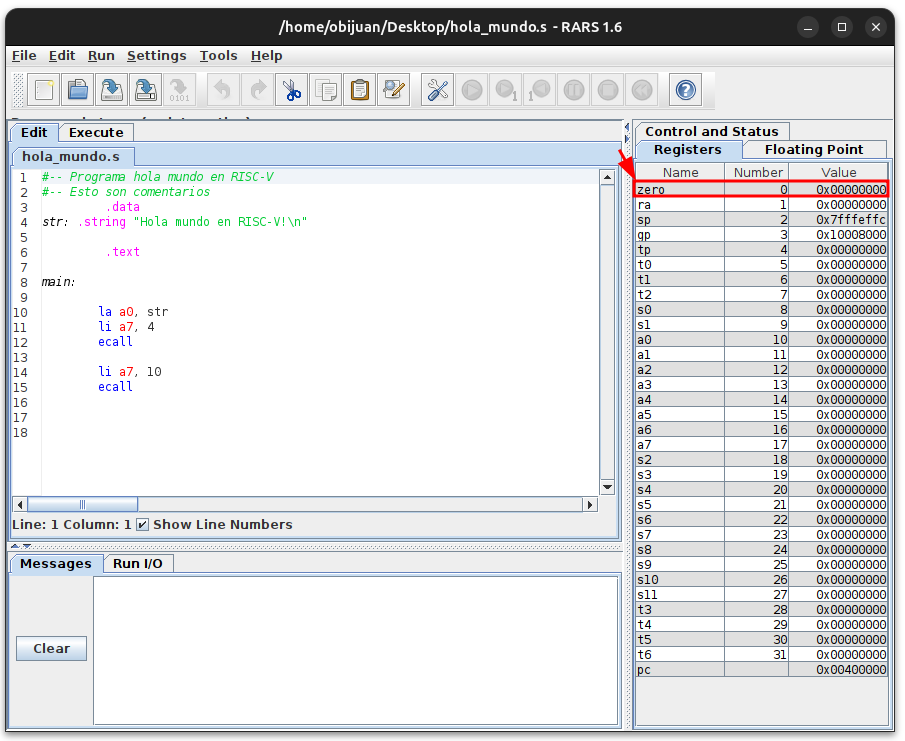 /home/obijuan/Desktop/hola_mundo.s - RARS 1.6
File Edit Run Settings Tools Help
Edit Execute
hola_mundo.s
1 #-- Programa hola mundo en RISC-V
2 #-- Esto son comentarios
3 .data
4 str: .string "Hola mundo en RISC-V!\n"
5
6 .text
7
8 main:
9
10 la a0, str
11 li a7, 4
12 ecall
13
14 li a7, 10
15 ecall
16
17
18
Line: 1 Column: 1 Show Line Numbers
Messages Run I/O
Clear
Control and Status
Registers Floating Point
Name Number Value
zero 0 0x00000000
ra 1 0x00000000
sp 2 0x7fffeffc
gp 3 0x10008000
tp 4 0x00000000
t0 5 0x00000000
t1 6 0x00000000
t2 7 0x00000000
s0 8 0x00000000
s1 9 0x00000000
a0 10 0x00000000
a1 11 0x00000000
a2 12 0x00000000
a3 13 0x00000000
a4 14 0x00000000
a5 15 0x00000000
a6 16 0x00000000
a7 17 0x00000000
s2 18 0x00000000
s3 19 0x00000000
s4 20 0x00000000
s5 21 0x00000000
s6 22 0x00000000
s7 23 0x00000000
s8 24 0x00000000
s9 25 0x00000000
s10 26 0x00000000
s11 27 0x00000000
t3 28 0x00000000
t4 29 0x00000000
t5 30 0x00000000
t6 31 0x00000000
pc 0x00400000